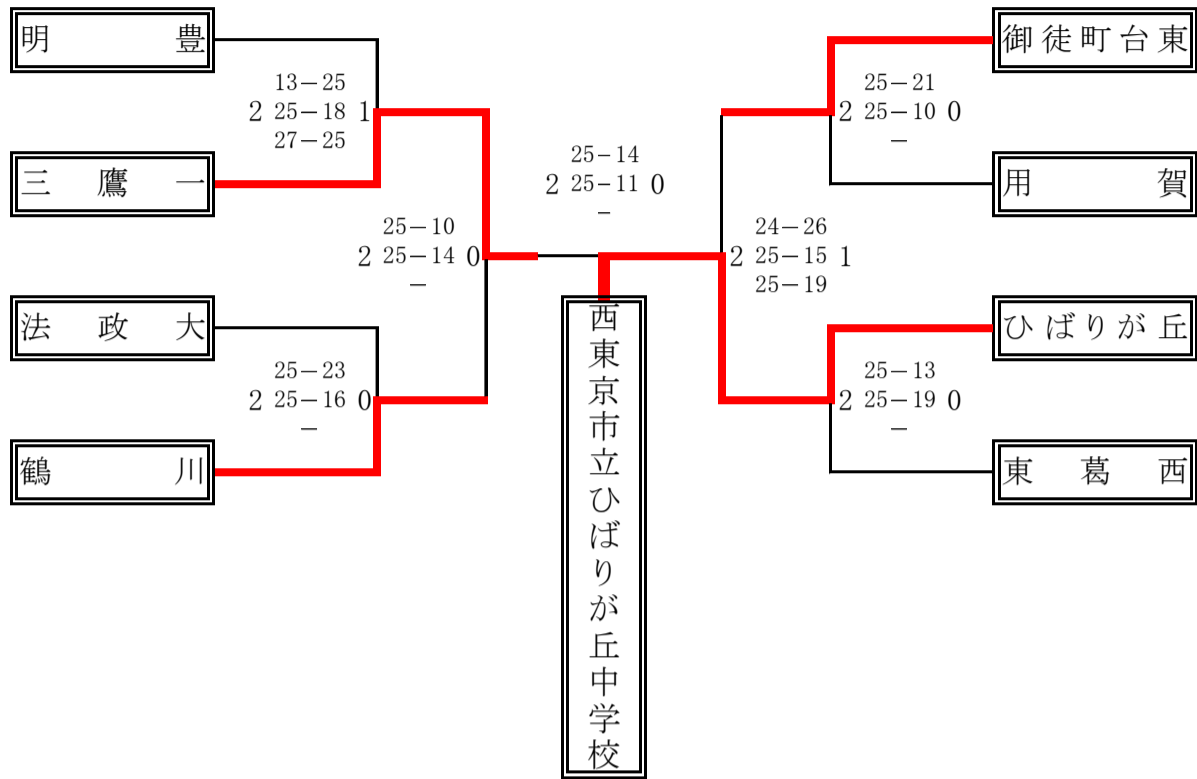 明豊
13-25
2 25-18 1
27-25
三鷹一
25-10
2 25-14 0
-
法政大
25-23
2 25-16 0
-
鶴川
25-14
2 25-11 0
-
西東京市立ひばりが丘中学校
御徒町台東
25-21
2 25-10 0
-
用賀
24-26
2 25-15 1
25-19
ひばりが丘
25-13
2 25-19 0
-
東葛西